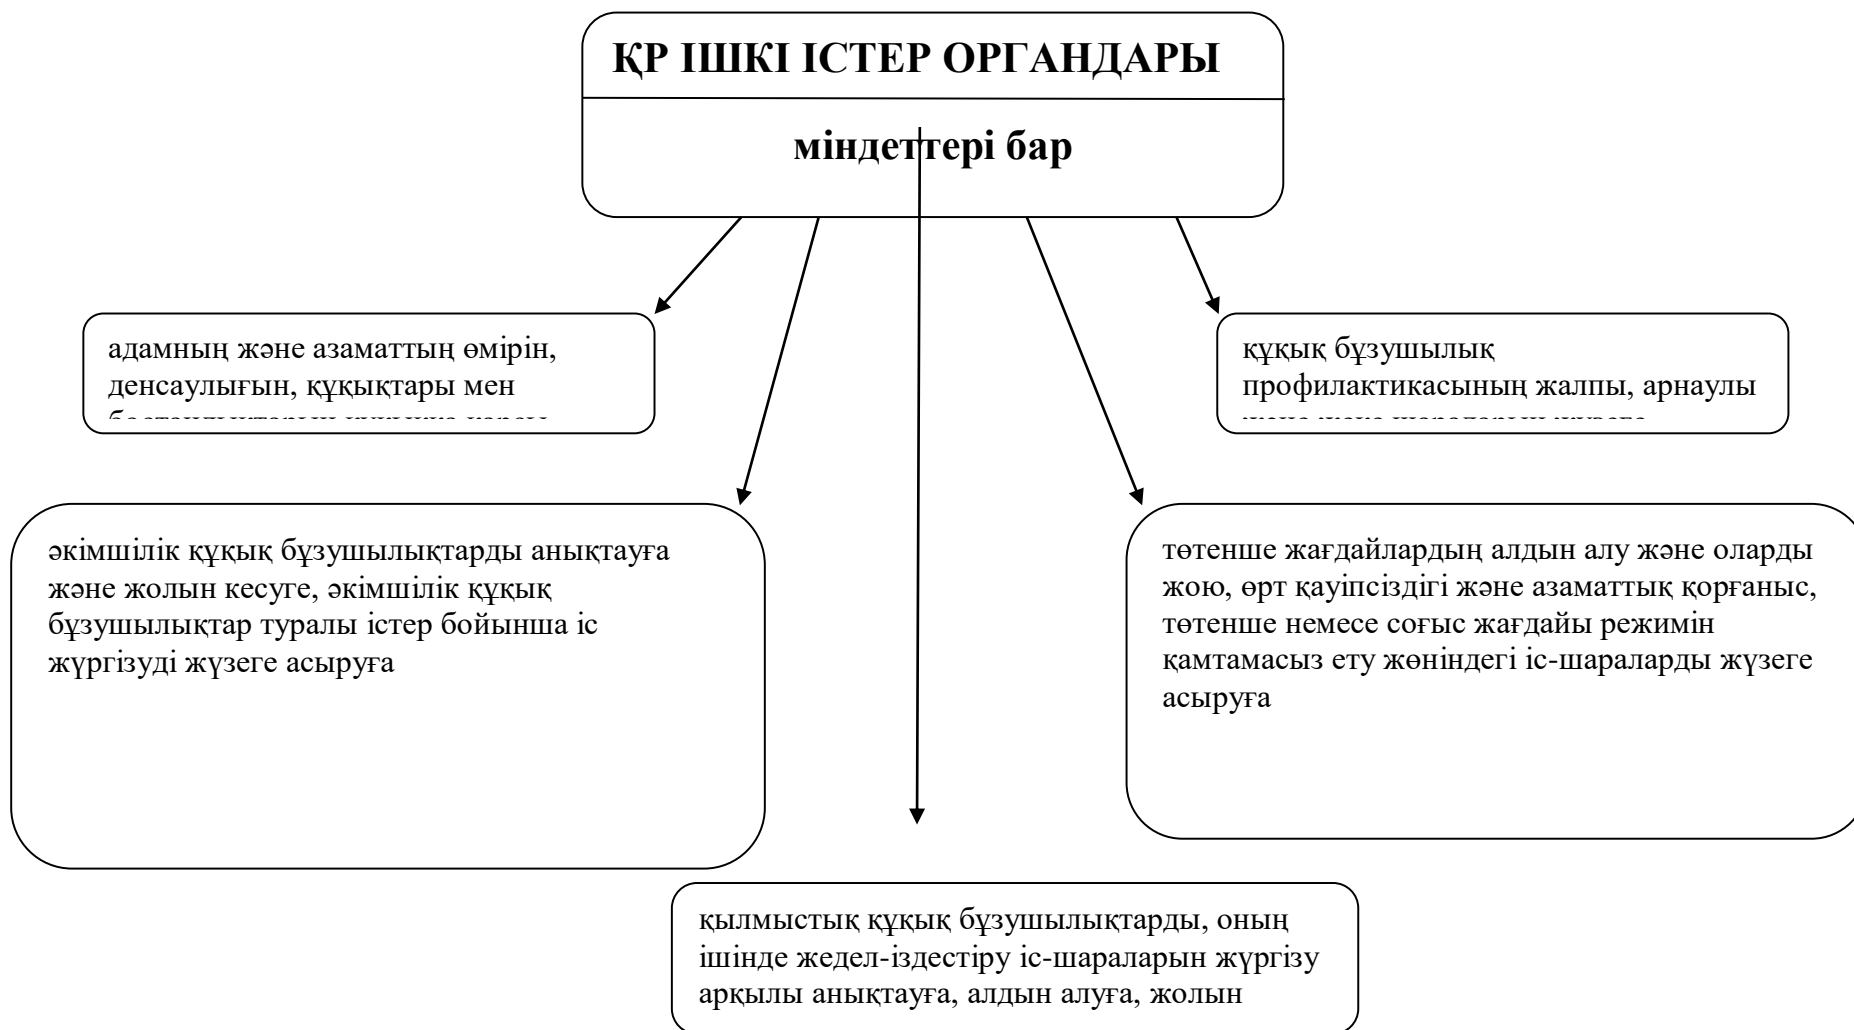 ҚР ІШКІ ІСТЕР ОРГАНДАРЫ
міндеттері бар
адамның және азаматтың өмірін,
денсаулығын, құқықтары мен
құқық бұзушылық
профилактикасының жалпы, арнаулы
әкімшілік құқық бұзушылықтарды анықтауға
және жолын кесуге, әкімшілік құқық
бұзушылықтар туралы істер бойынша іс
жүргізуді жүзеге асыруға
төтенше жағдайлардың алдын алу және оларды
жою, өрт қауіпсіздігі және азаматтық қорғаныс,
төтенше немесе соғыс жағдайы режимін
қамтамасыз ету жөніндегі іс-шараларды жүзеге
асыруға
қылмыстық құқық бұзушылықтарды, оның
ішінде жедел-іздестіру іс-шараларын жүргізу
арқылы анықтауға, алдын алуға, жолын